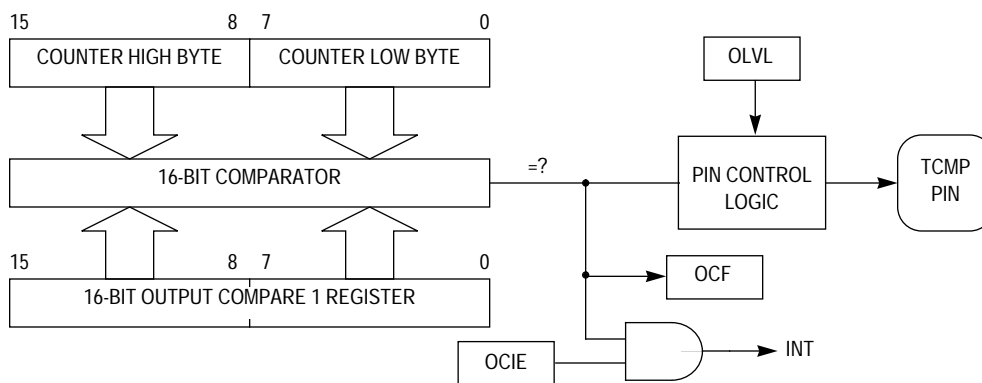 15 8 7 0
COUNTER HIGH BYTE COUNTER LOW BYTE
OLVL
16-BIT COMPARATOR
=?
PIN CONTROL
LOGIC
TCMP
PIN
15 8 7 0
16-BIT OUTPUT COMPARE 1 REGISTER
OCF
OCIE
INT